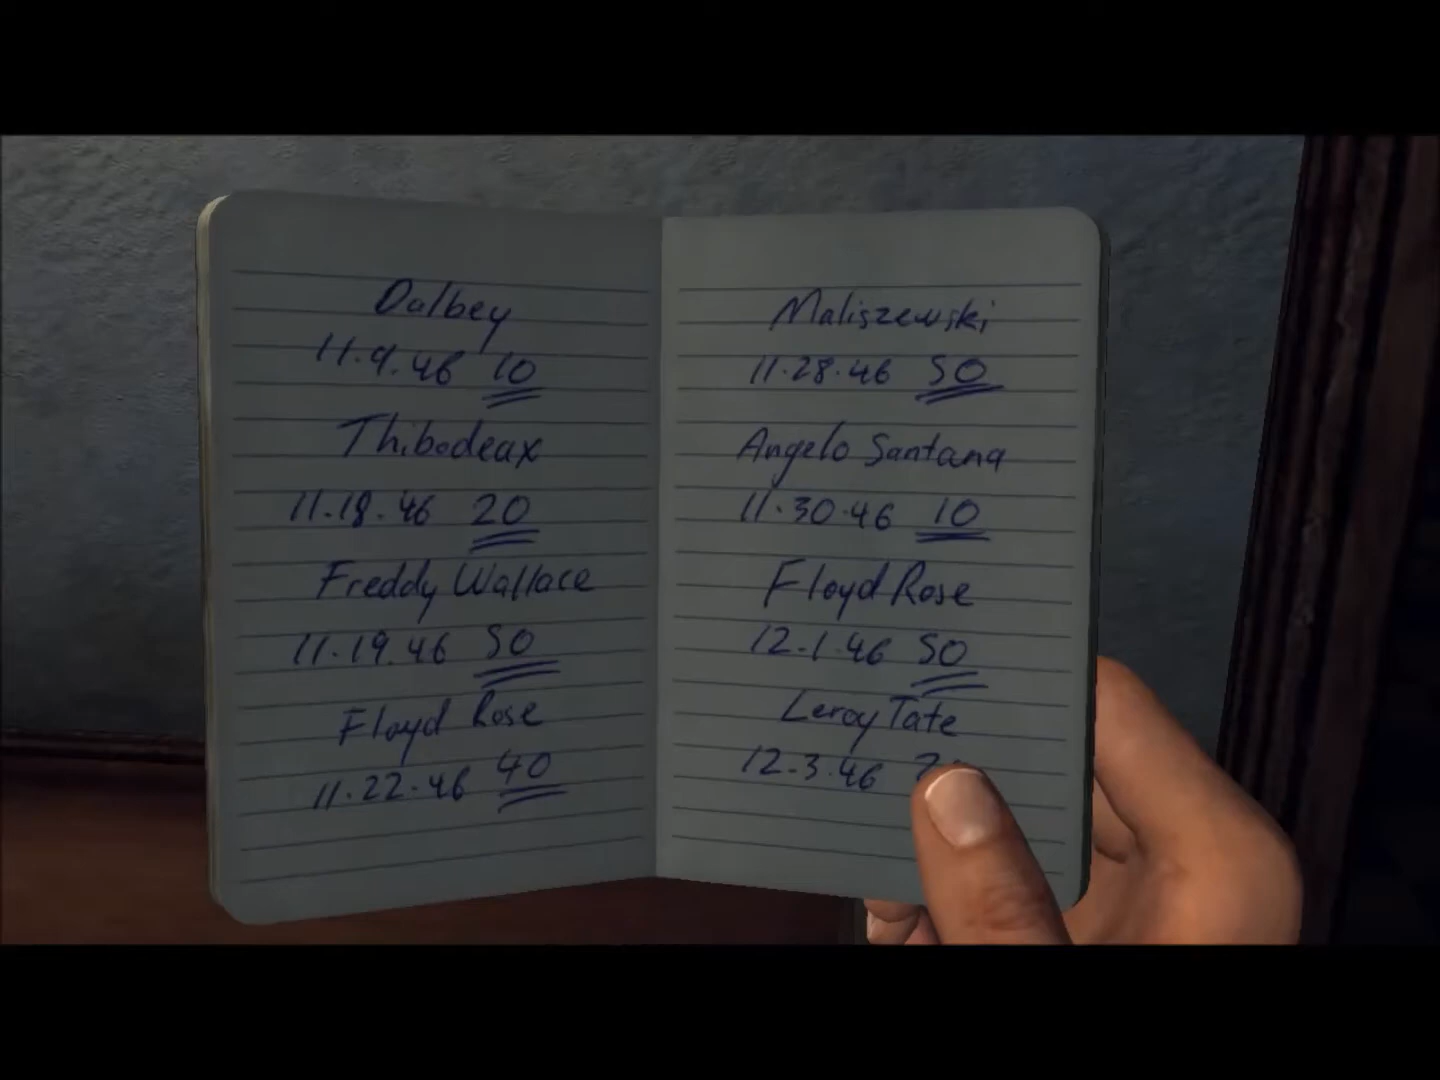 Dalbey
11.9.46 10
Thibodeax
11.18.46 20
Freddy Wallace
11.19.46 50
Floyd Rose
11.22.46 40
Maliszewski
11.28.46 50
Angelo Santana
11.30.46 10
Floyd Rose
12.1.46 50
Leroy Tate
12.3.46